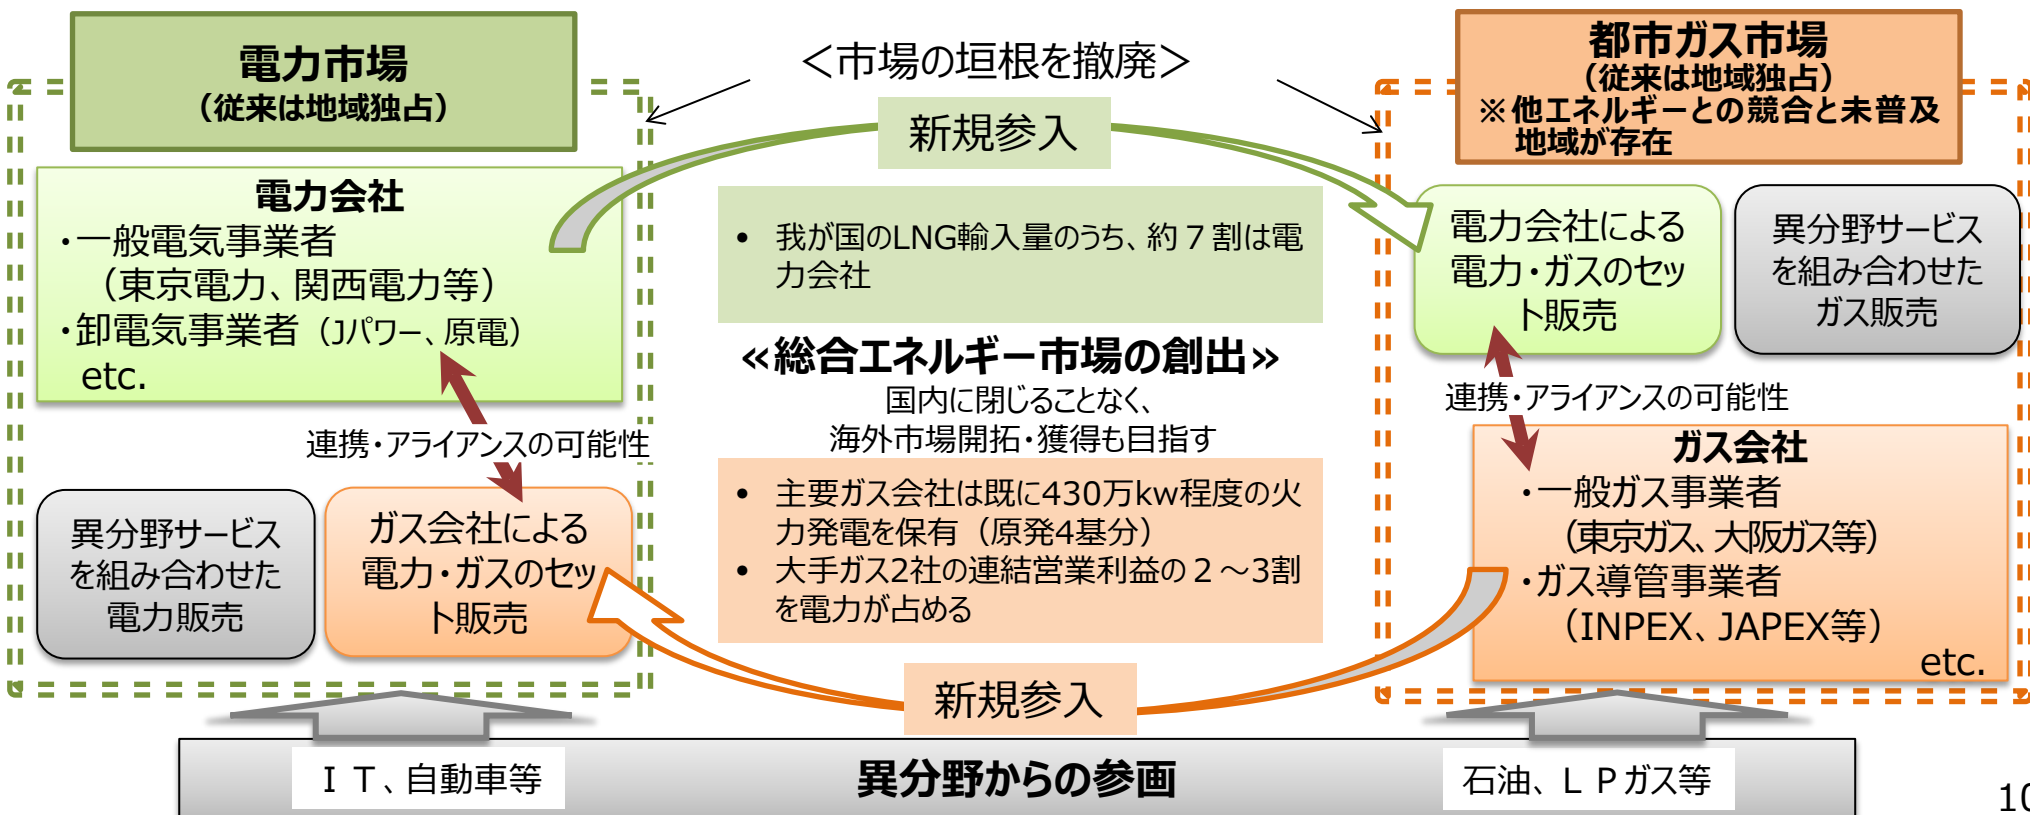 電力市場
（従来は地域独占）
＜市場の垣根を撤廃＞
都市ガス市場
（従来は地域独占）
※他エネルギーとの競合と未普及
地域が存在
新規参入
電力会社
・一般電気事業者
（東京電力、関西電力等）
・卸電気事業者（Jパワー、原電）
etc.
• 我が国のLNG輸入量のうち、約７割は電
力会社
電力会社による
電力・ガスのセッ
ト販売
異分野サービス
を組み合わせた
ガス販売
≪総合エネルギー市場の創出≫
国内に閉じることなく、
海外市場開拓・獲得も目指す
連携・アライアンスの可能性
連携・アライアンスの可能性
異分野サービス
を組み合わせた
電力販売
ガス会社による
電力・ガスのセッ
ト販売
• 主要ガス会社は既に430万kw程度の火
力発電を保有（原発4基分）
• 大手ガス2社の連結営業利益の２～3割
を電力が占める
ガス会社
・一般ガス事業者
（東京ガス、大阪ガス等）
・ガス導管事業者
（INPEX、JAPEX等）
etc.
新規参入
ＩＴ、自動車等
異分野からの参画
石油、ＬＰガス等
10